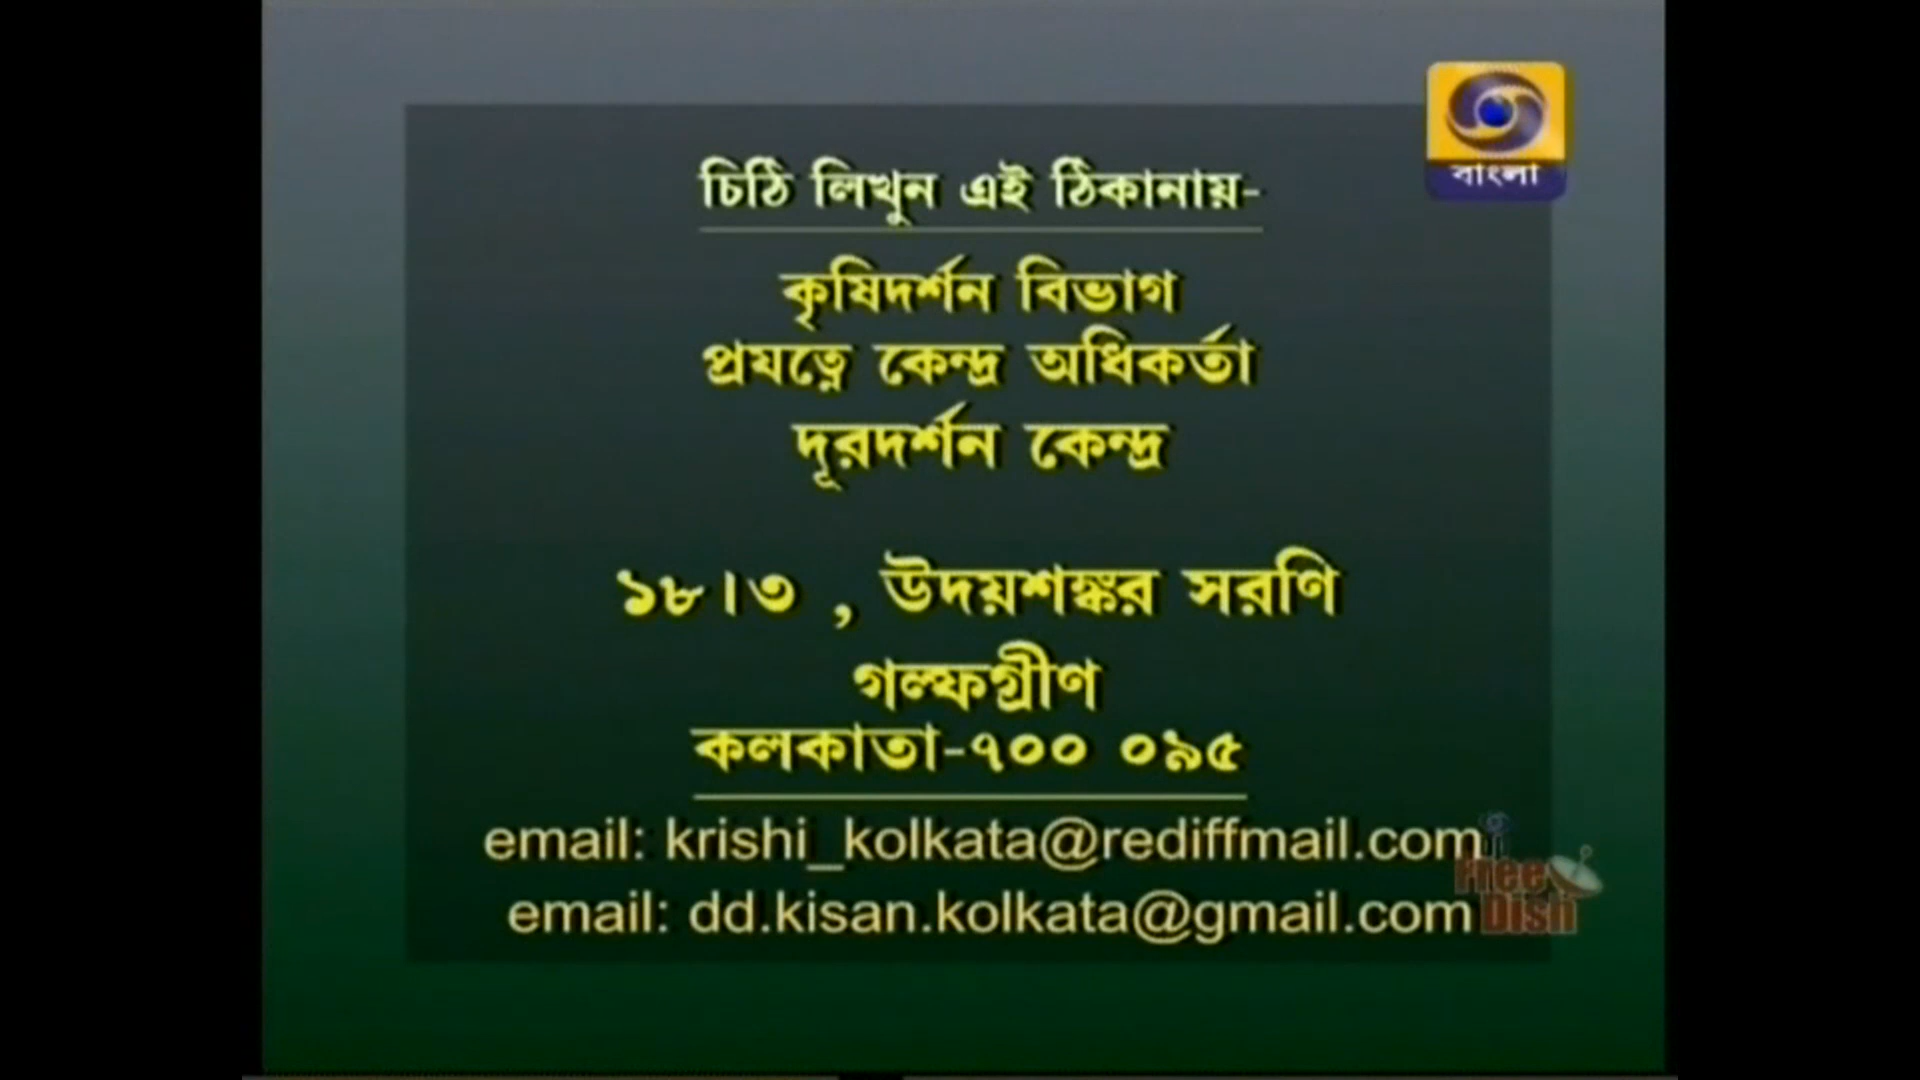 বাংলা
চিঠি লিখুন এই ঠিকানায়-
কৃষিদর্শন বিভাগ
প্রযত্নে কেন্দ্র অধিকর্তা
দূরদর্শন কেন্দ্র
১৮।৩ , উদয়শঙ্কর সরণি
গল্ফগ্রীণ
কলকাতা-৭০০ ০৯৫
email: krishi_kolkata@rediffmail.com
email: dd.kisan.kolkata@gmail.com
Free
Dish